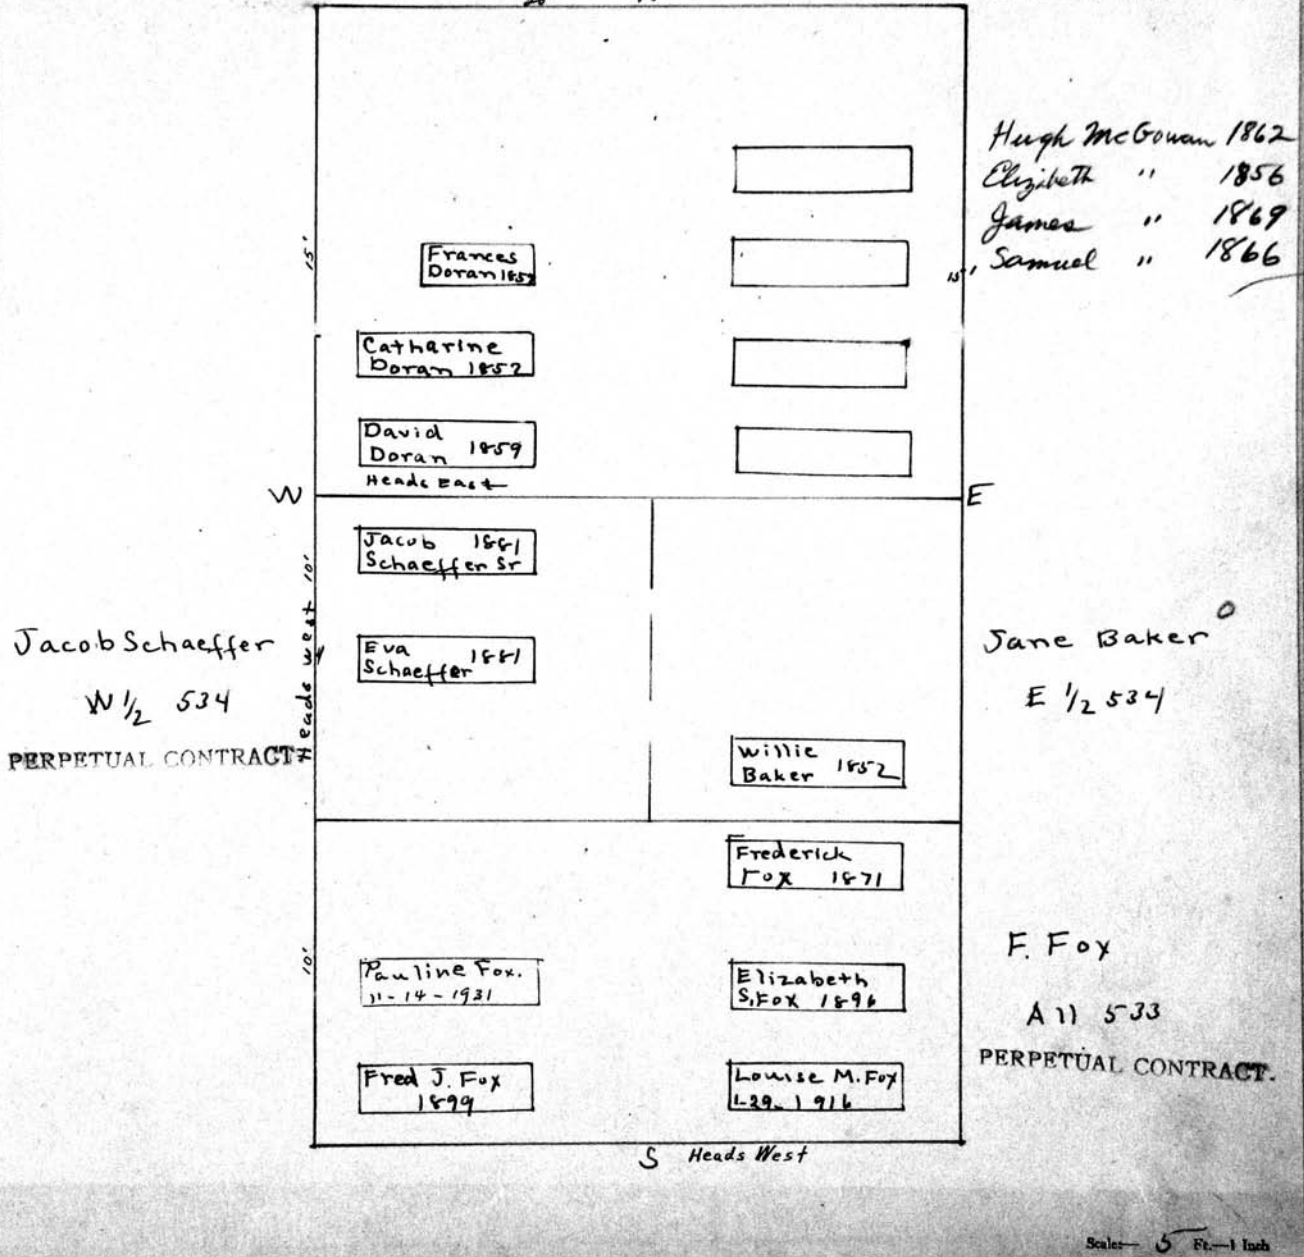 20
Hugh McGowan 1862
Elizibeth " 1856
James " 1869
Samuel " 1866
15'
15'
Frances
Doran 1852
Catharine
Doran 1852
David
Doran 1859
Heads East
W
E
Jacob 1881
Schaeffer Sr
10'
Heads west
Eva 1881
Schaeffer
Jacob Schaeffer
W 1/2 534
PERPETUAL CONTRACT
Jane Baker
E 1/2 534
Willie
Baker 1852
Frederick
Fox 1871
10'
Pauline Fox.
11-14-1931
Elizabeth
S. Fox 1896
F. Fox
All 533
PERPETUAL CONTRACT.
Fred J. Fox
1899
Louise M. Fox
1-29-1916
S Heads West
Scale:— 5 Ft.—1 Inch